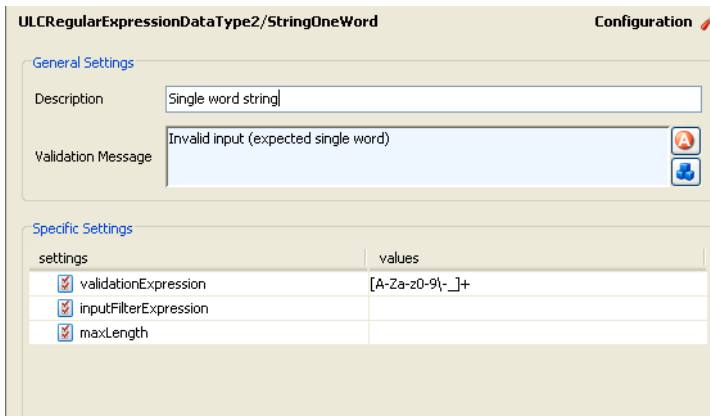 ULCRegularExpressionDataType2/StringOneWord Configuration
General Settings
Description Single word string
Validation Message Invalid input (expected single word)
A
Specific Settings
settings values
validationExpression [A-Za-z0-9\-_]+
inputFilterExpression
maxLength